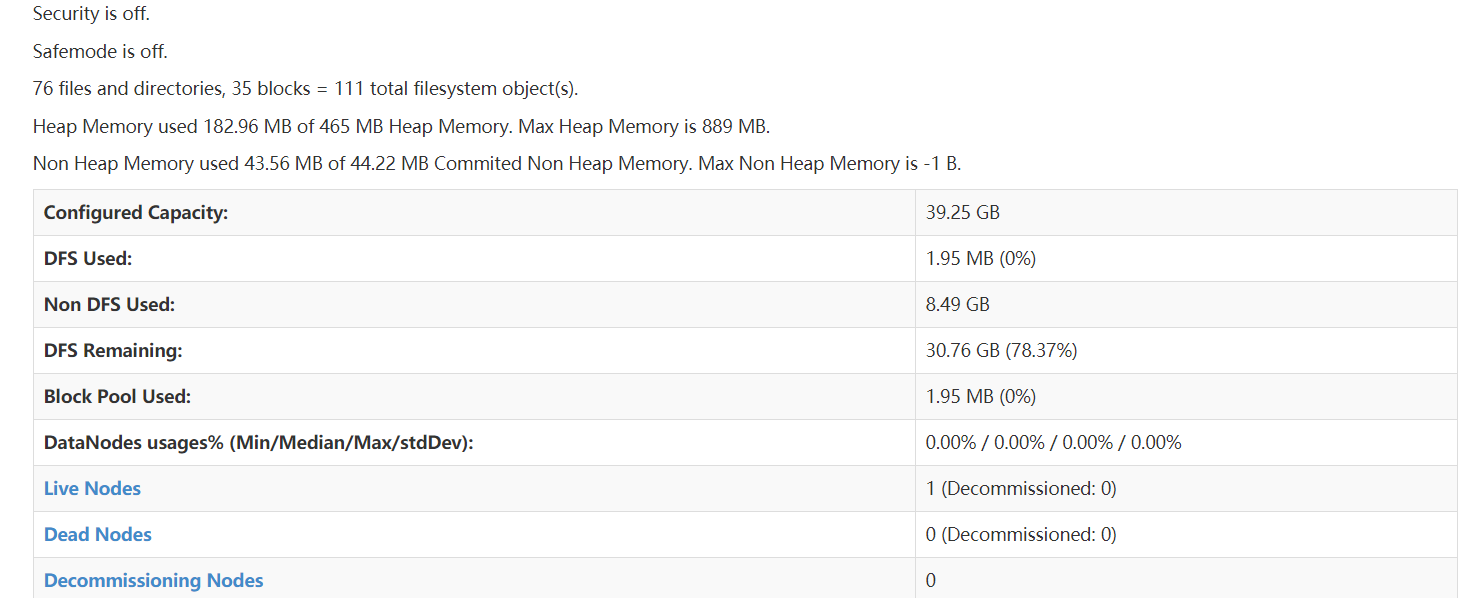 Security is off.
Safemode is off.
76 files and directories, 35 blocks = 111 total filesystem object(s).
Heap Memory used 182.96 MB of 465 MB Heap Memory. Max Heap Memory is 889 MB.
Non Heap Memory used 43.56 MB of 44.22 MB Commited Non Heap Memory. Max Non Heap Memory is -1 B.
Configured Capacity: 39.25 GB
DFS Used: 1.95 MB (0%)
Non DFS Used: 8.49 GB
DFS Remaining: 30.76 GB (78.37%)
Block Pool Used: 1.95 MB (0%)
DataNodes usages% (Min/Median/Max/stdDev): 0.00% / 0.00% / 0.00% / 0.00%
Live Nodes 1 (Decommissioned: 0)
Dead Nodes 0 (Decommissioned: 0)
Decommissioning Nodes 0